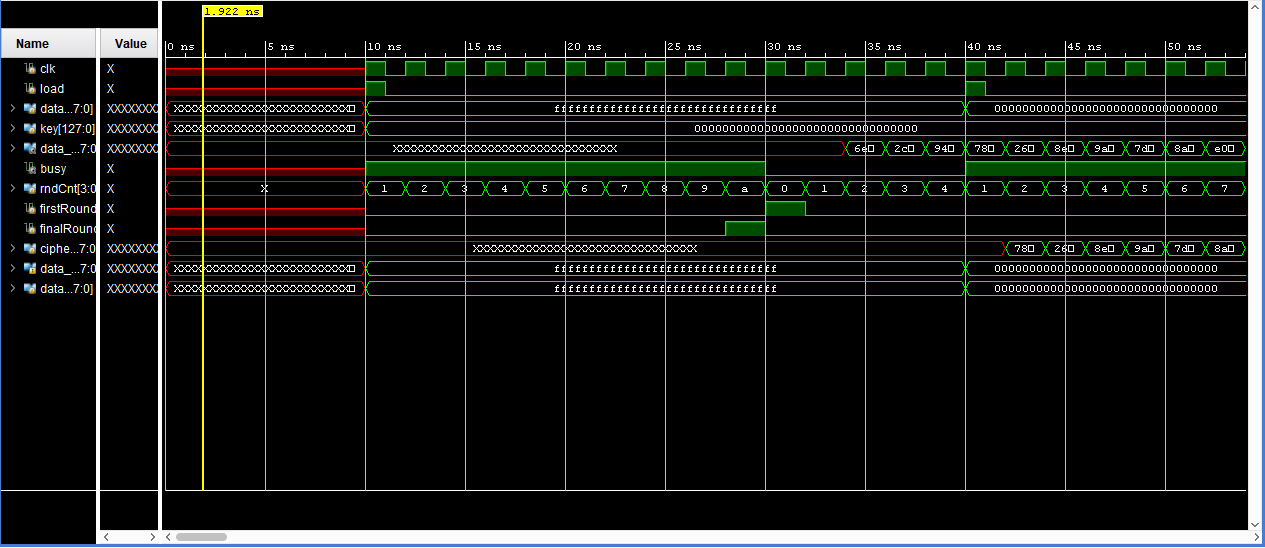 1.922 ns
Name Value 0 ns 5 ns 10 ns 15 ns 20 ns 25 ns 30 ns 35 ns 40 ns 45 ns 50 ns
clk X
load X
data...7:0] XXXXXXXX ffffffffffffffffffffffffffffffff 00000000000000000000000000000000
key[127:0] XXXXXXXX 00000000000000000000000000000000
data_...7:0] XXXXXXXX XXXXXXXXXXXXXXXXXXXXXXXXXXXXXXXX 6e 2c 94 78 26 8e 9a 7d 8a e0
busy X
rndCnt[3:0 X X 1 2 3 4 5 6 7 8 9 a 0 1 2 3 4 1 2 3 4 5 6 7
firstRound X
finalRound X
ciphe...7:0 XXXXXXXX XXXXXXXXXXXXXXXXXXXXXXXXXXXXXXXX 78 26 8e 9a 7d 8a
data_...7:0] XXXXXXXX ffffffffffffffffffffffffffffffff 00000000000000000000000000000000
data...7:0] XXXXXXXX ffffffffffffffffffffffffffffffff 00000000000000000000000000000000